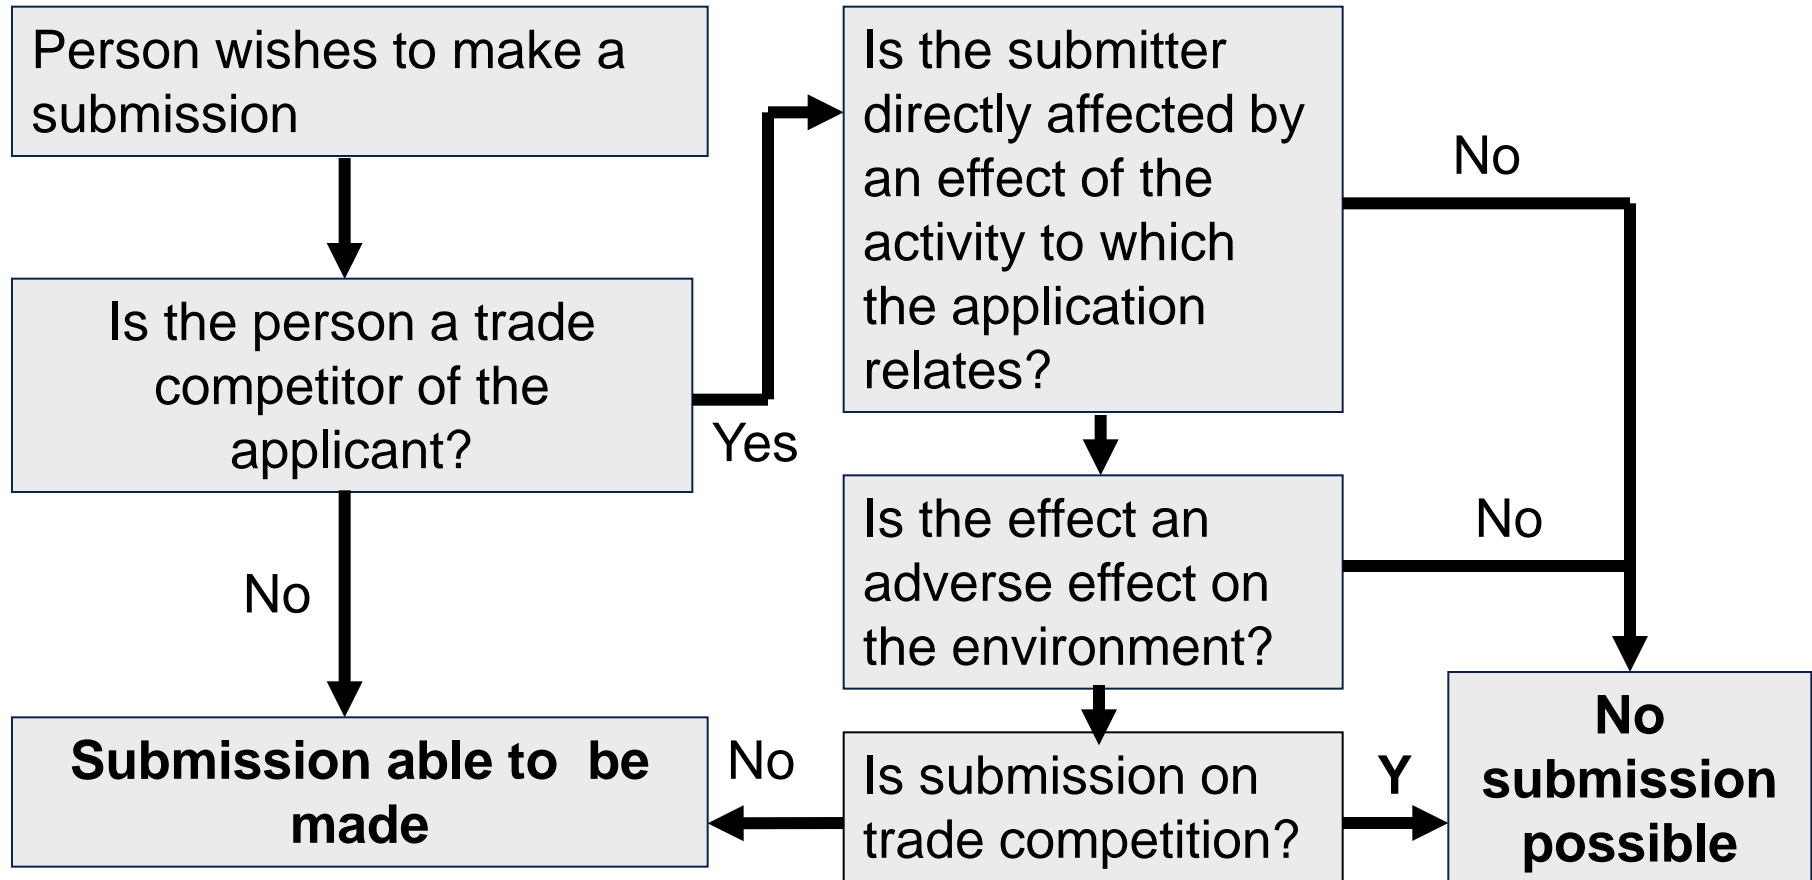 Person wishes to make a
submission
Is the person a trade
competitor of the
applicant?
Yes
No
Submission able to be
made
Is the submitter
directly affected by
an effect of the
activity to which
the application
relates?
No
Is the effect an
adverse effect on
the environment?
No
Is submission on
trade competition?
No
Y
No
submission
possible